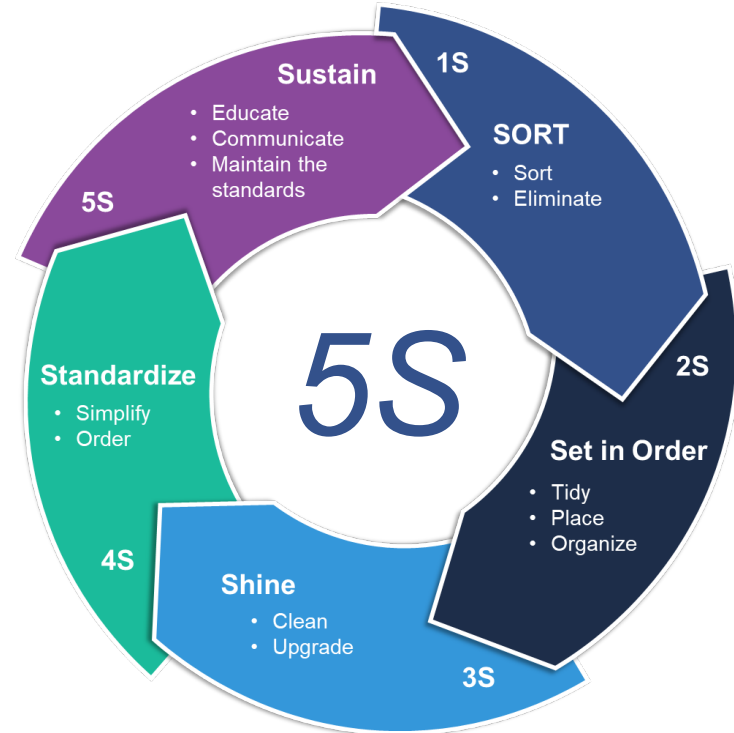 1S
SORT
• Sort
• Eliminate
2S
Set in Order
• Tidy
• Place
• Organize
3S
Shine
• Clean
• Upgrade
4S
Standardize
• Simplify
• Order
5S
Sustain
• Educate
• Communicate
• Maintain the
standards
5S